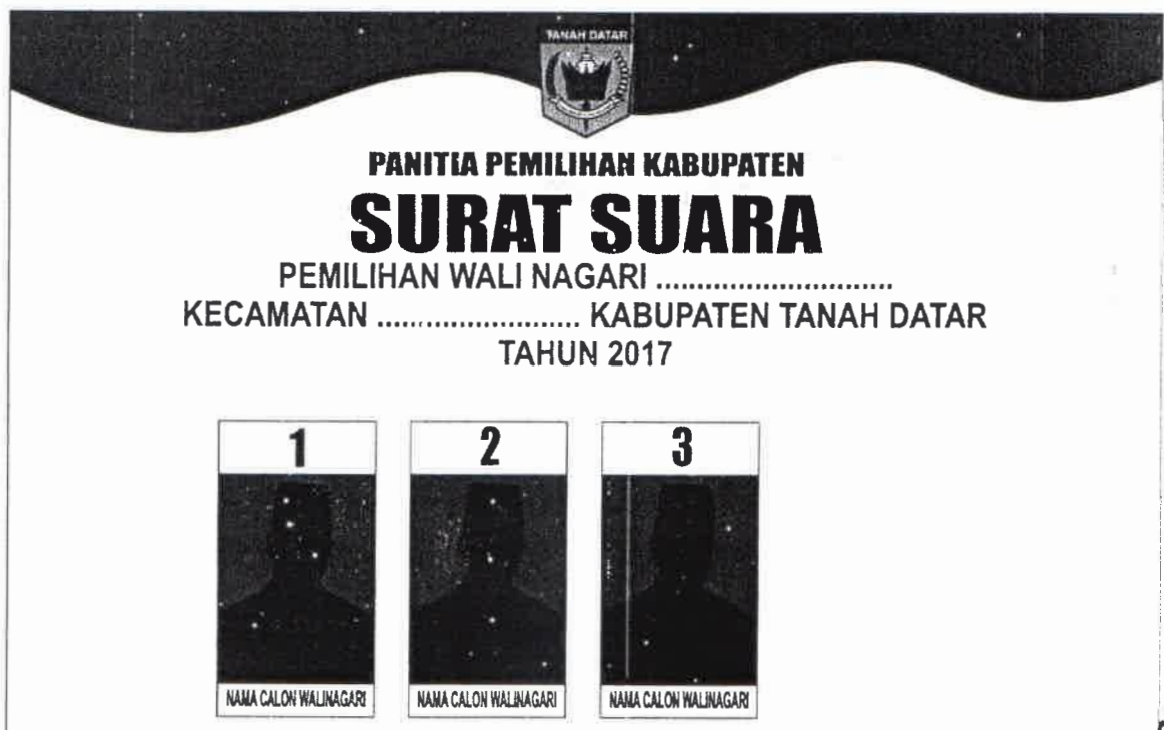 TANAH DATAR
PANITIA PEMILIHAN KABUPATEN
SURAT SUARA
PEMILIHAN WALI NAGARI ..............................
KECAMATAN .......................... KABUPATEN TANAH DATAR
TAHUN 2017
1 2 3
NAMA CALON WALINAGARI NAMA CALON WALINAGARI NAMA CALON WALINAGARI